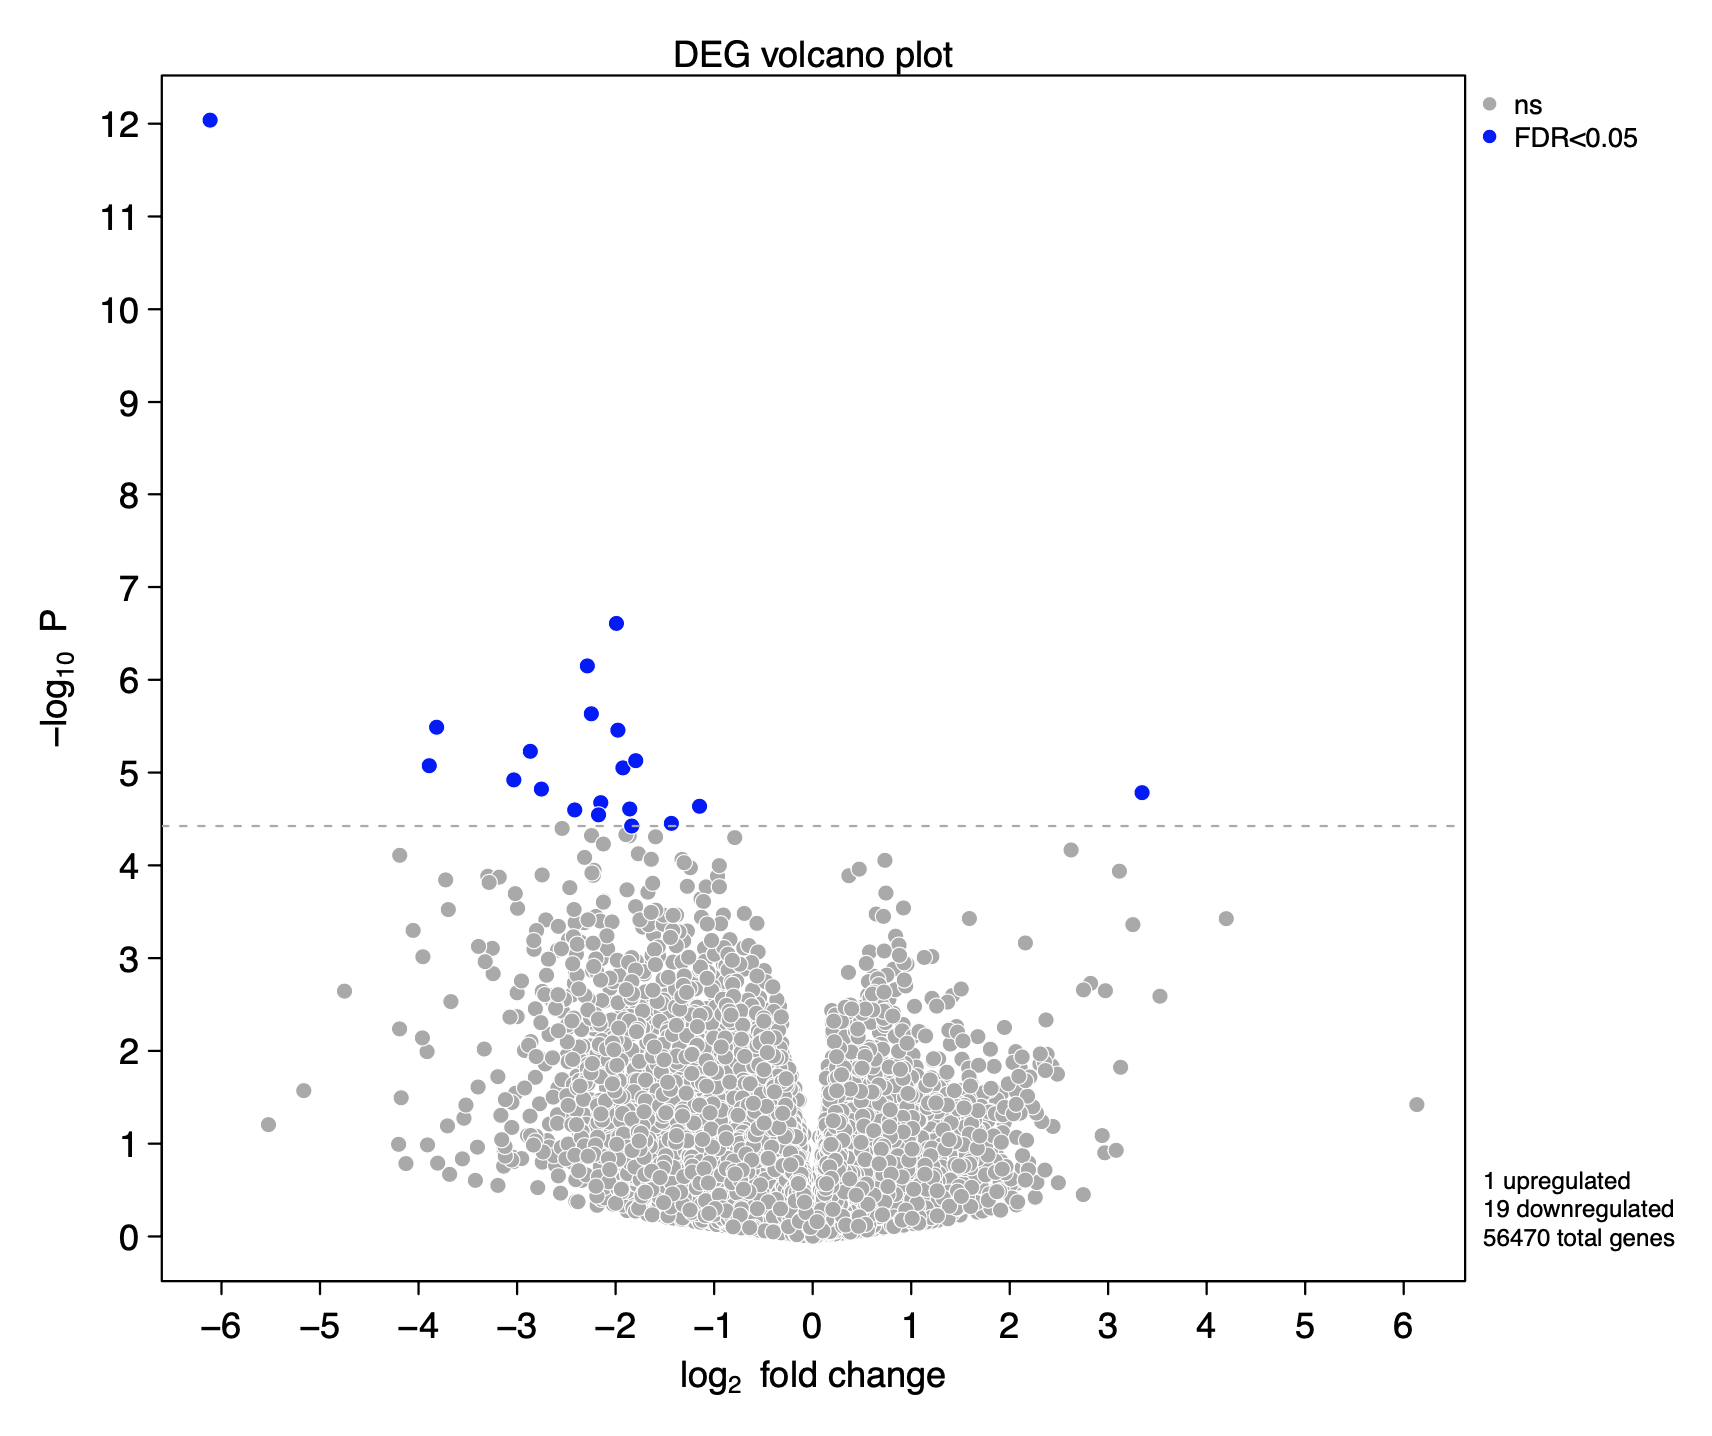 DEG volcano plot
ns
FDR<0.05
12
11
10
9
8
7
6
5
4
3
2
1
0
−log10 P
−6 −5 −4 −3 −2 −1 0 1 2 3 4 5 6
log2 fold change
1 upregulated
19 downregulated
56470 total genes